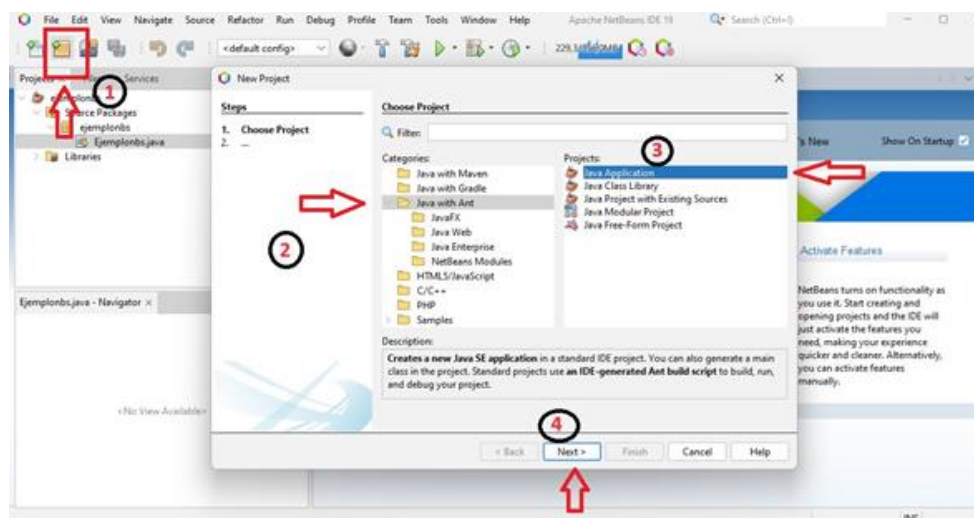 File Edit View Navigate Source Refactor Run Debug Profile Team Tools Window Help Apache NetBeans IDE 18 Search (Ctrl+I)
<default config>
Services
1
Source Packages
ejemplonbs
Ejemplonbs.java
Libraries
Ejemplonbs.java - Navigator
<No View Available>
New Project
Steps
1. Choose Project
2. ...
2
Choose Project
Filter:
3
Categories:
Java with Maven
Java with Gradle
Java with Ant
JavaFX
Java Web
Java Enterprise
NetBeans Modules
HTML5/JavaScript
C/C++
PHP
Samples
Projects:
Java Application
Java Class Library
Java Project with Existing Sources
Java Modular Project
Java Free-Form Project
Description:
Creates a new Java SE application in a standard IDE project. You can also generate a main
class in the project. Standard projects use an IDE-generated Ant build script to build, run,
and debug your project.
4
< Back Next > Finish Cancel Help
's New Show On Startup
Activate Features
NetBeans turns on functionality as
you use it. Start creating and
opening projects and the IDE will
just activate the features you
need, making your experience
quicker and cleaner. Alternatively,
you can activate features
manually.